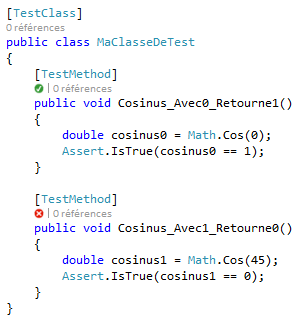 [TestClass]
0 références
public class MaClasseDeTest
{
[TestMethod]
| 0 références
public void Cosinus_Avec0_Retourne1()
{
double cosinus0 = Math.Cos(0);
Assert.IsTrue(cosinus0 == 1);
}
[TestMethod]
| 0 références
public void Cosinus_Avec1_Retourne0()
{
double cosinus1 = Math.Cos(45);
Assert.IsTrue(cosinus1 == 0);
}
}